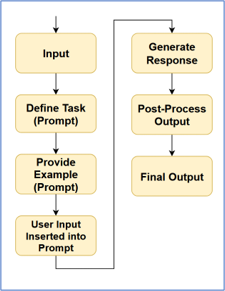 Input
Define Task
(Prompt)
Provide
Example
(Prompt)
User Input
Inserted into
Prompt
Generate
Response
Post-Process
Output
Final Output